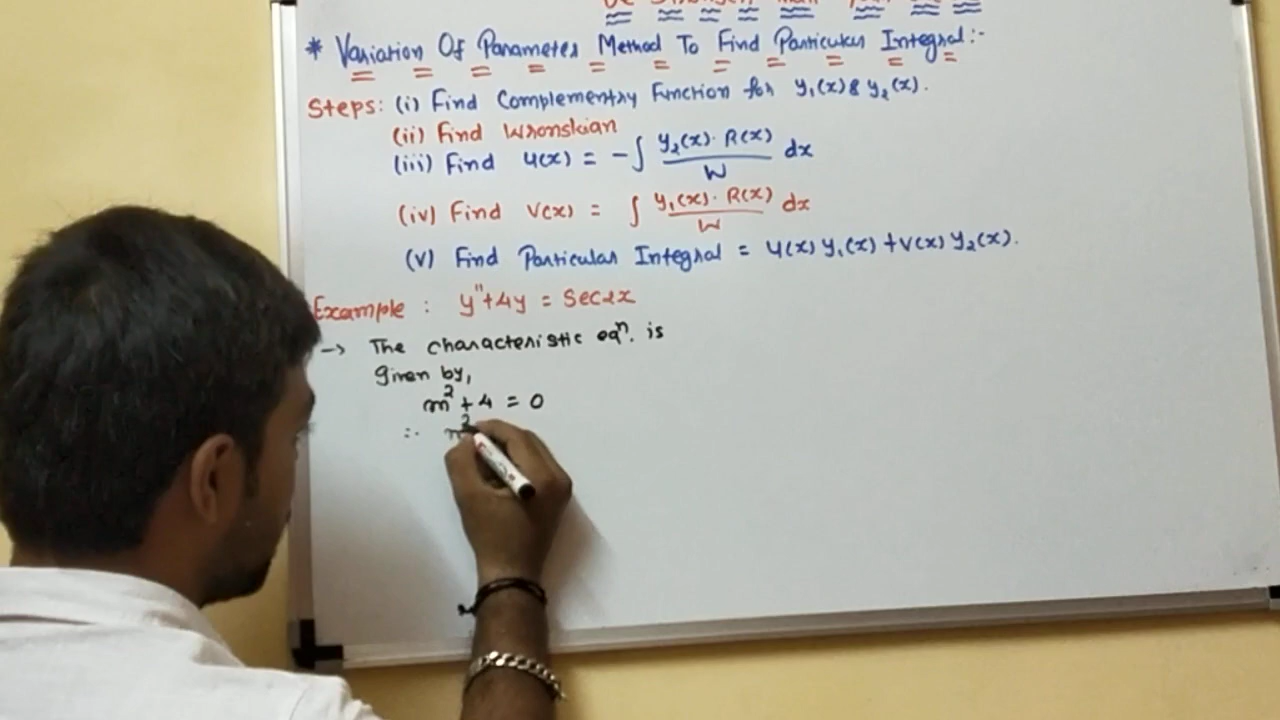 * Variation Of Parameter Method To Find Particular Integral:-
Steps: (i) Find Complementry Function for y₁(x) & y₂(x).
(ii) Find Wronskian
(iii) Find u(x) = -∫ y₂(x)· R(x) / W dx
(iv) Find v(x) = ∫ y₁(x)· R(x) / W dx
(v) Find Particular Integral = u(x) y₁(x) + v(x) y₂(x).
Example : y" + 4y = Sec2x
→ The characteristic eqⁿ. is
given by,
m² + 4 = 0
∴ m²